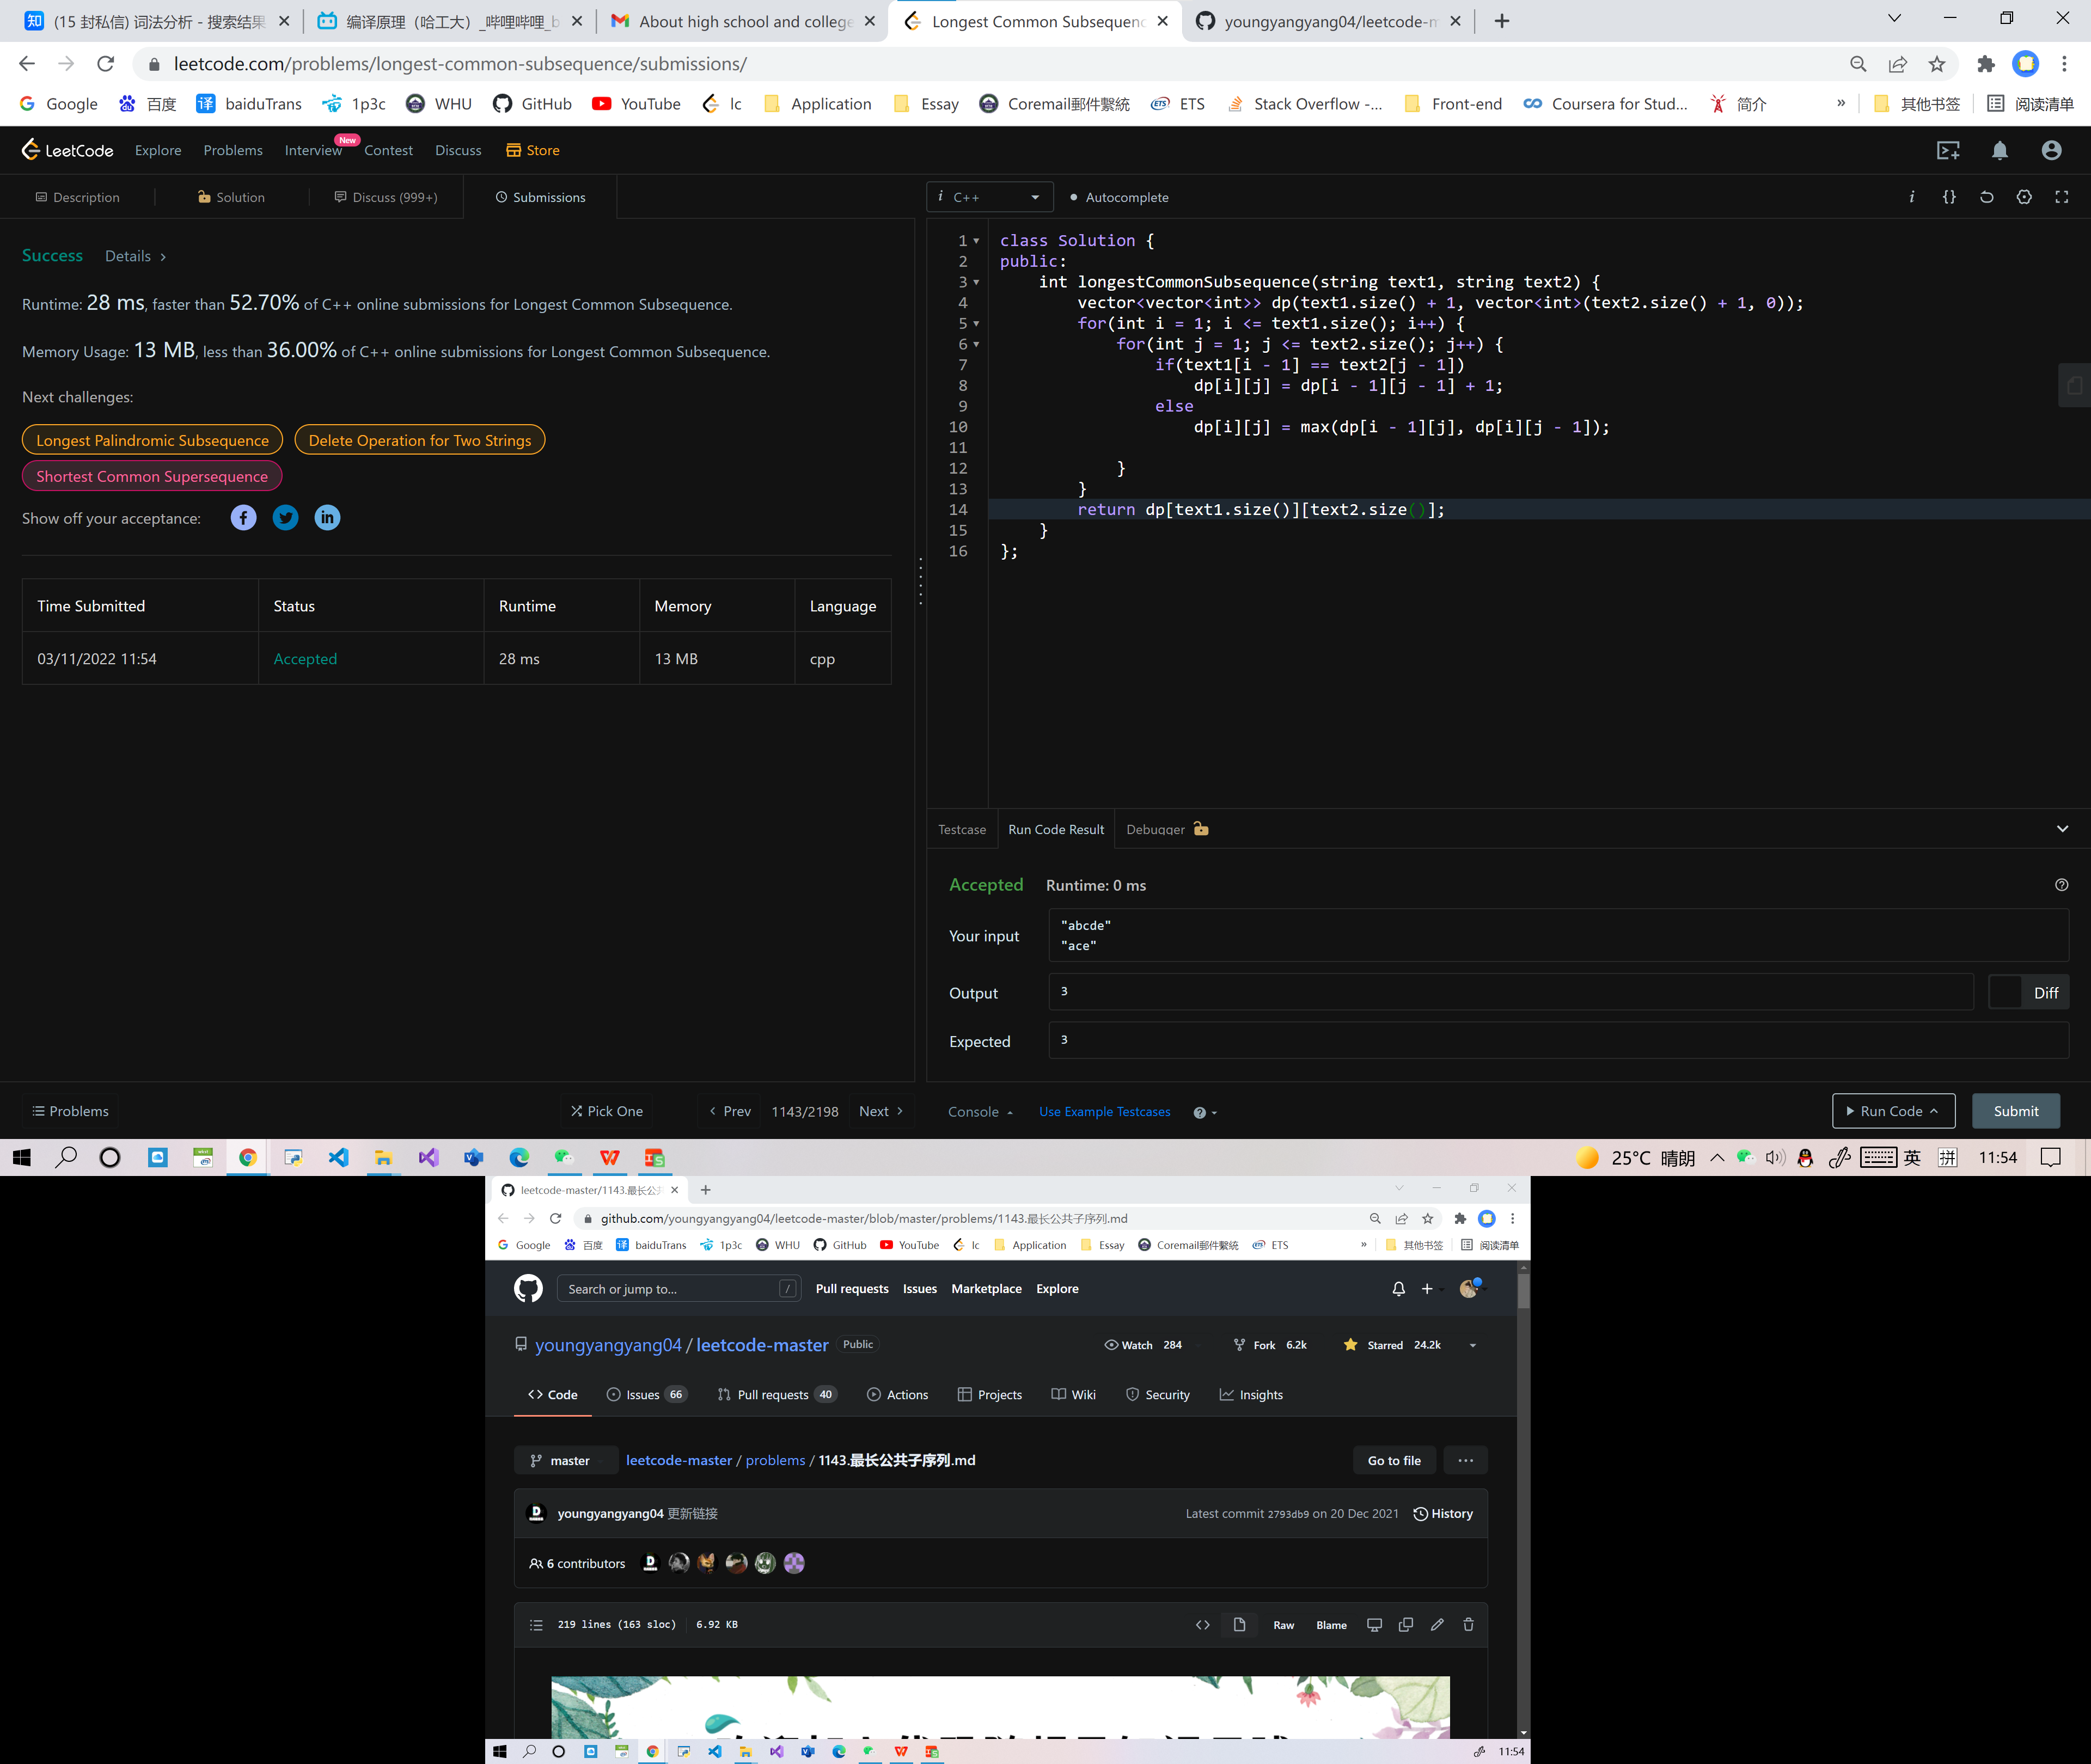 (15 封私信) 词法分析 - 搜索结果
编译原理（哈工大）_哔哩哔哩_b
About high school and college
Longest Common Subsequenc
youngyangyang04/leetcode-m
leetcode.com/problems/longest-common-subsequence/submissions/
Google 百度 baiduTrans 1p3c WHU GitHub YouTube lc Application Essay Coremail郵件繫統 ETS Stack Overflow -... Front-end Coursera for Stud... 简介 » 其他书签 阅读清单
LeetCode Explore Problems Interview New Contest Discuss Store
Description Solution Discuss (999+) Submissions
i C++ Autocomplete
Success Details >
Runtime: 28 ms, faster than 52.70% of C++ online submissions for Longest Common Subsequence.
Memory Usage: 13 MB, less than 36.00% of C++ online submissions for Longest Common Subsequence.
Next challenges:
Longest Palindromic Subsequence Delete Operation for Two Strings
Shortest Common Supersequence
Show off your acceptance:
Time Submitted Status Runtime Memory Language
03/11/2022 11:54 Accepted 28 ms 13 MB cpp
1 class Solution {
2 public:
3 int longestCommonSubsequence(string text1, string text2) {
4 vector<vector<int>> dp(text1.size() + 1, vector<int>(text2.size() + 1, 0));
5 for(int i = 1; i <= text1.size(); i++) {
6 for(int j = 1; j <= text2.size(); j++) {
7 if(text1[i - 1] == text2[j - 1])
8 dp[i][j] = dp[i - 1][j - 1] + 1;
9 else
10 dp[i][j] = max(dp[i - 1][j], dp[i][j - 1]);
11
12 }
13 }
14 return dp[text1.size()][text2.size()];
15 }
16 };
Testcase Run Code Result Debugger
Accepted Runtime: 0 ms
Your input "abcde"
"ace"
Output 3 Diff
Expected 3
Problems Pick One < Prev 1143/2198 Next > Console Use Example Testcases Run Code Submit
25°C 晴朗 英 拼 11:54
leetcode-master/1143.最长公共
github.com/youngyangyang04/leetcode-master/blob/master/problems/1143.最长公共子序列.md
Google 百度 baiduTrans 1p3c WHU GitHub YouTube lc Application Essay Coremail郵件繫統 ETS » 其他书签 阅读清单
Search or jump to... / Pull requests Issues Marketplace Explore
youngyangyang04 / leetcode-master Public Watch 284 Fork 6.2k Starred 24.2k
Code Issues 66 Pull requests 40 Actions Projects Wiki Security Insights
master leetcode-master / problems / 1143.最长公共子序列.md Go to file ...
youngyangyang04 更新链接 Latest commit 2793db9 on 20 Dec 2021 History
6 contributors
219 lines (163 sloc) 6.92 KB Raw Blame
11:54